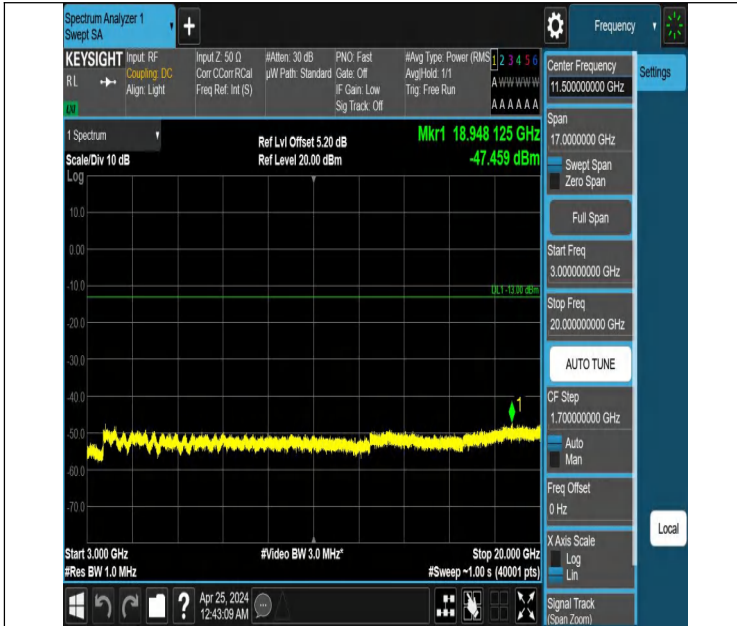 Spectrum Analyzer 1
Swept SA
+
Frequency
KEYSIGHT
RL
Input: RF
Coupling: DC
Align: Light
Input Z: 50 Ω
Corr CCorr RCal
Freq Ref: Int (S)
#Atten: 30 dB
µW Path: Standard
PNO: Fast
Gate: Off
IF Gain: Low
Sig Track: Off
#Avg Type: Power (RMS
Avg|Hold: 1/1
Trig: Free Run
1 2 3 4 5 6
A W W W W W
A A A A A A
1 Spectrum
Scale/Div 10 dB
Log
Ref Lvl Offset 5.20 dB
Ref Level 20.00 dBm
Mkr1 18.948 125 GHz
-47.459 dBm
10.0
0.00
-10.0
-20.0
-30.0
-40.0
-50.0
-60.0
-70.0
DL1 -13.00 dBm
1
Start 3.000 GHz
#Res BW 1.0 MHz
#Video BW 3.0 MHz*
Stop 20.000 GHz
#Sweep ~1.00 s (40001 pts)
Center Frequency
11.500000000 GHz
Settings
Span
17.0000000 GHz
Swept Span
Zero Span
Full Span
Start Freq
3.000000000 GHz
Stop Freq
20.000000000 GHz
AUTO TUNE
CF Step
1.700000000 GHz
Auto
Man
Freq Offset
0 Hz
X Axis Scale
Log
Lin
Local
Signal Track
(Span Zoom)
?
Apr 25, 2024
12:43:09 AM